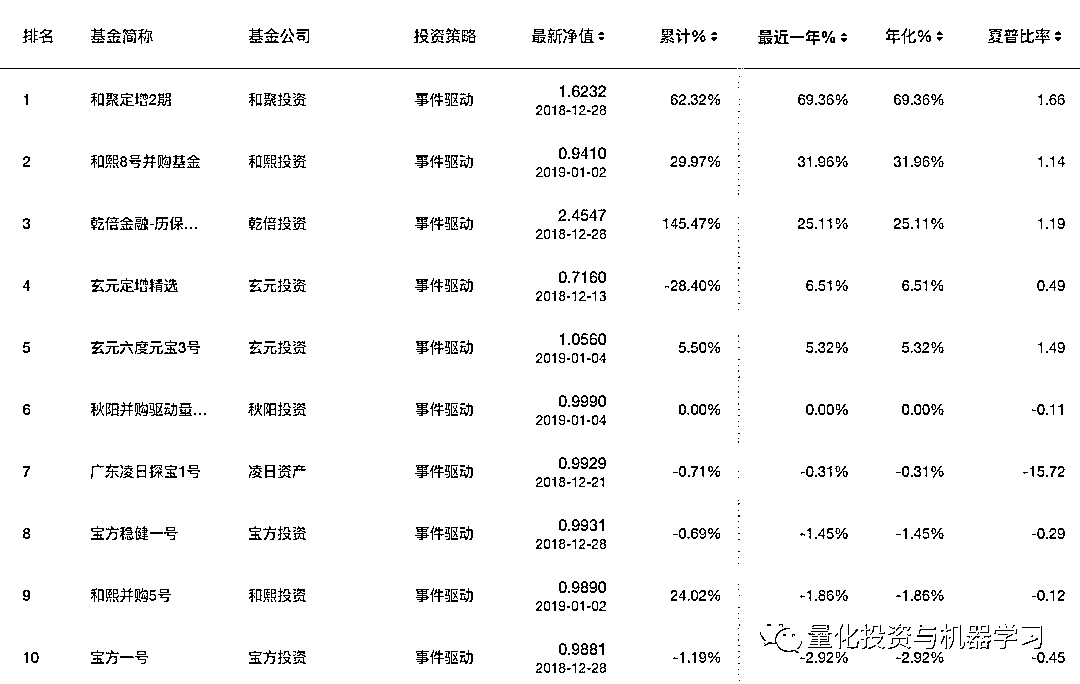 排名 基金简称 基金公司 投资策略 最新净值 累计% 最近一年% 年化% 夏普比率
1 和聚定增2期 和聚投资 事件驱动 1.6232 62.32% 69.36% 69.36% 1.66
2018-12-28
2 和熙8号并购基金 和熙投资 事件驱动 0.9410 29.97% 31.96% 31.96% 1.14
2019-01-02
3 乾倍金融-历保... 乾倍投资 事件驱动 2.4547 145.47% 25.11% 25.11% 1.19
2018-12-28
4 玄元定增精选 玄元投资 事件驱动 0.7160 -28.40% 6.51% 6.51% 0.49
2018-12-13
5 玄元六度元宝3号 玄元投资 事件驱动 1.0560 5.50% 5.32% 5.32% 1.49
2019-01-04
6 秋阳并购驱动量... 秋阳投资 事件驱动 0.9990 0.00% 0.00% 0.00% -0.11
2019-01-04
7 广东凌日探宝1号 凌日资产 事件驱动 0.9929 -0.71% -0.31% -0.31% -15.72
2018-12-21
8 宝方稳健一号 宝方投资 事件驱动 0.9931 -0.69% -1.45% -1.45% -0.29
2018-12-28
9 和熙并购5号 和熙投资 事件驱动 0.9890 24.02% -1.86% -1.86% -0.12
2019-01-02
量化投资与机器学习
10 宝方一号 宝方投资 事件驱动 0.9881 -1.19% -2.92% -2.92% -0.45
2018-12-28